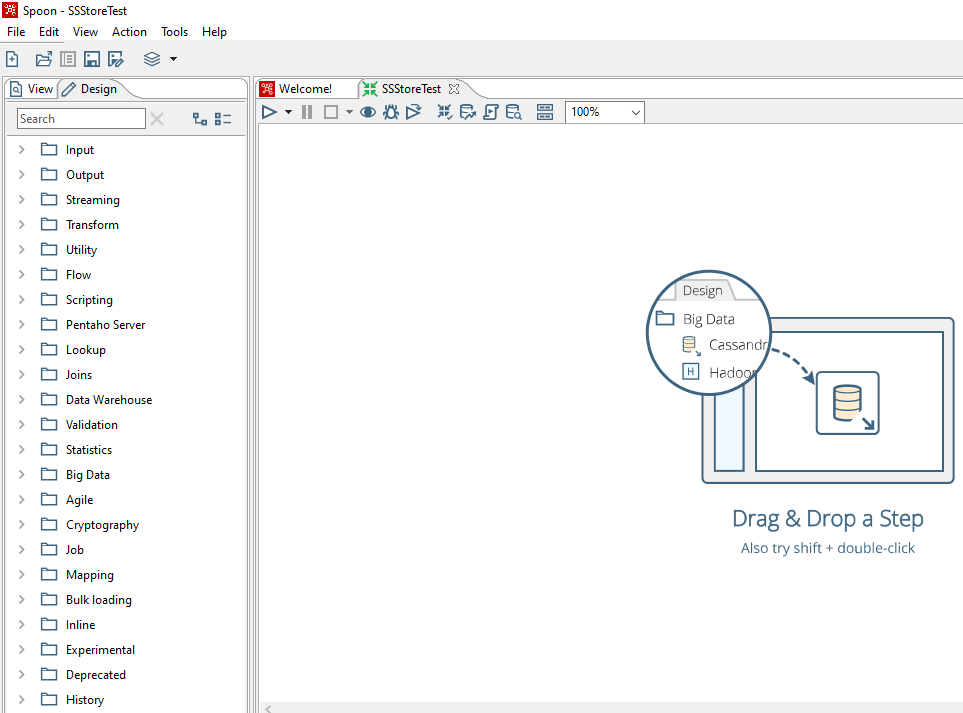 Spoon - SSStoreTest
File Edit View Action Tools Help
View Design
Welcome! SSStoreTest
Search
100%
Input
Output
Streaming
Transform
Utility
Flow
Scripting
Pentaho Server
Lookup
Joins
Data Warehouse
Validation
Statistics
Big Data
Agile
Cryptography
Job
Mapping
Bulk loading
Inline
Experimental
Deprecated
History
Design
Big Data
Cassandr
H Hadoop
Drag & Drop a Step
Also try shift + double-click